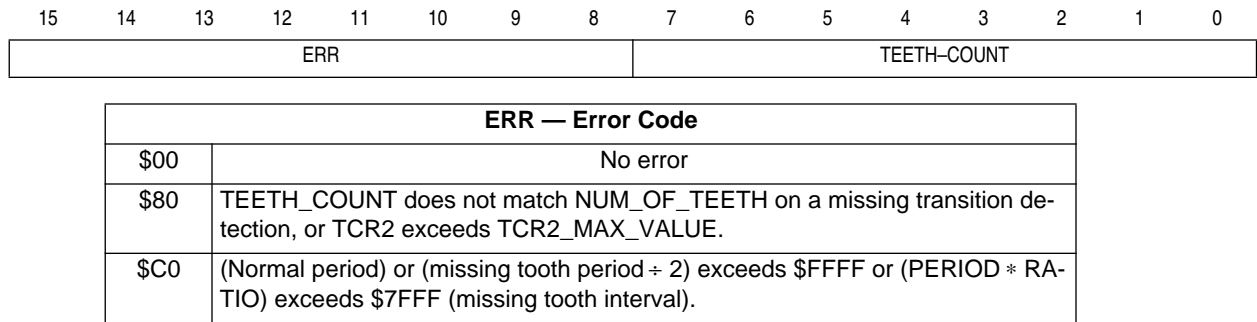 15 14 13 12 11 10 9 8 7 6 5 4 3 2 1 0
ERR TEETH–COUNT
ERR — Error Code
$00 No error
$80 TEETH_COUNT does not match NUM_OF_TEETH on a missing transition de-
tection, or TCR2 exceeds TCR2_MAX_VALUE.
$C0 (Normal period) or (missing tooth period ÷ 2) exceeds $FFFF or (PERIOD ∗ RA-
TIO) exceeds $7FFF (missing tooth interval).